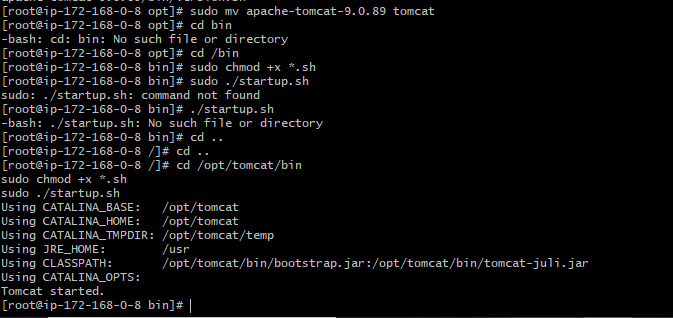 [root@ip-172-168-0-8 opt]# sudo mv apache-tomcat-9.0.89 tomcat
[root@ip-172-168-0-8 opt]# cd bin
-bash: cd: bin: No such file or directory
[root@ip-172-168-0-8 opt]# cd /bin
[root@ip-172-168-0-8 bin]# sudo chmod +x *.sh
[root@ip-172-168-0-8 bin]# sudo ./startup.sh
sudo: ./startup.sh: command not found
[root@ip-172-168-0-8 bin]# ./startup.sh
-bash: ./startup.sh: No such file or directory
[root@ip-172-168-0-8 bin]# cd ..
[root@ip-172-168-0-8 /]# cd ..
[root@ip-172-168-0-8 /]# cd /opt/tomcat/bin
sudo chmod +x *.sh
sudo ./startup.sh
Using CATALINA_BASE:   /opt/tomcat
Using CATALINA_HOME:   /opt/tomcat
Using CATALINA_TMPDIR: /opt/tomcat/temp
Using JRE_HOME:        /usr
Using CLASSPATH:       /opt/tomcat/bin/bootstrap.jar:/opt/tomcat/bin/tomcat-juli.jar
Using CATALINA_OPTS:
Tomcat started.
[root@ip-172-168-0-8 bin]#